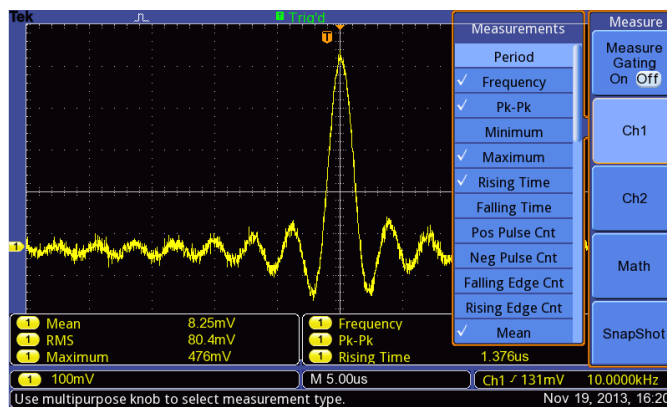 Tek
Trig'd
T
Measurements
Period
✓ Frequency
✓ Pk-Pk
Minimum
✓ Maximum
✓ Rising Time
Falling Time
Pos Pulse Cnt
Neg Pulse Cnt
Falling Edge Cnt
Rising Edge Cnt
✓ Mean
Measure
Measure
Gating
On Off
Ch1
Ch2
Math
SnapShot
1
1 Mean 8.25mV
1 RMS 80.4mV
1 Maximum 476mV
1 Frequency
1 Pk-Pk
1 Rising Time 1.376us
1 100mV
M 5.00us
Ch1 131mV 10.0000kHz
Use multipurpose knob to select measurement type.
Nov 19, 2013, 16:20